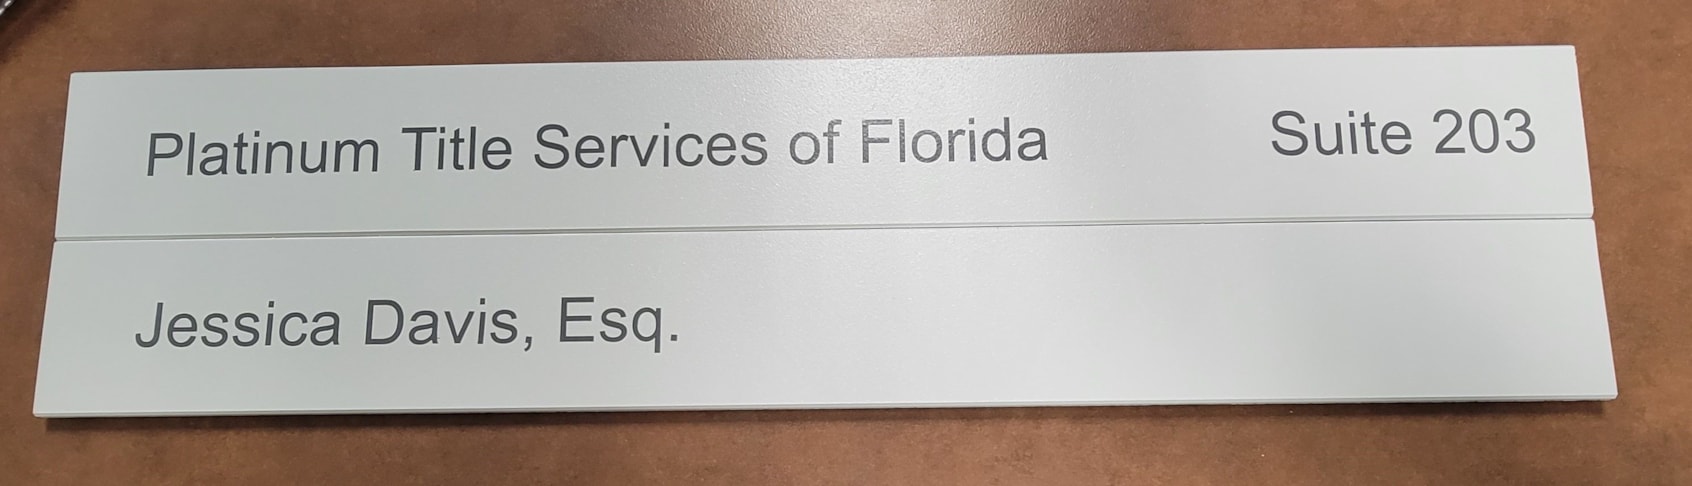 Platinum Title Services of Florida Suite 203
Jessica Davis, Esq.